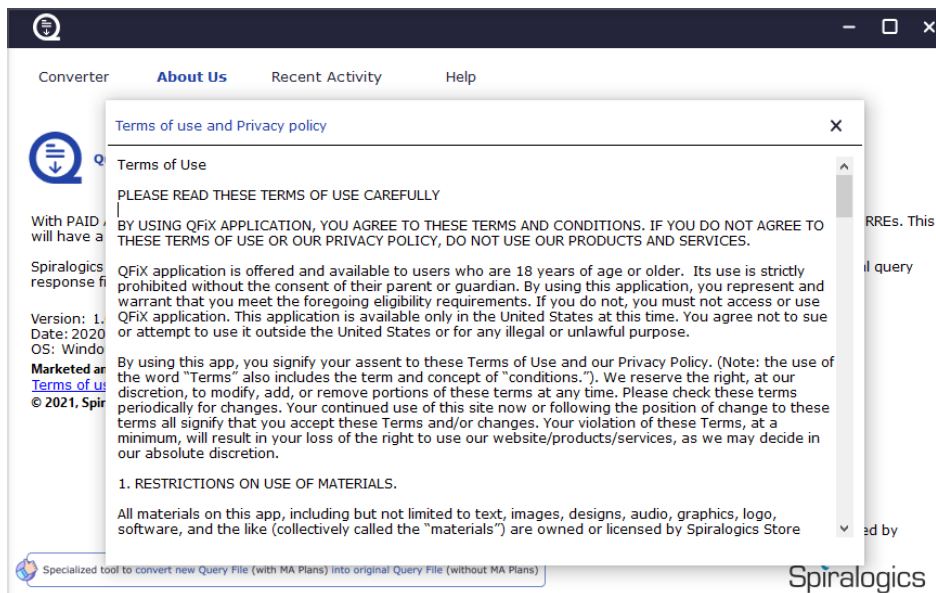 Converter About Us Recent Activity Help
Terms of use and Privacy policy
Terms of Use
PLEASE READ THESE TERMS OF USE CAREFULLY
BY USING QFiX APPLICATION, YOU AGREE TO THESE TERMS AND CONDITIONS. IF YOU DO NOT AGREE TO
THESE TERMS OF USE OR OUR PRIVACY POLICY, DO NOT USE OUR PRODUCTS AND SERVICES.
QFiX application is offered and available to users who are 18 years of age or older. Its use is strictly
prohibited without the consent of their parent or guardian. By using this application, you represent and
warrant that you meet the foregoing eligibility requirements. If you do not, you must not access or use
QFiX application. This application is available only in the United States at this time. You agree not to sue
or attempt to use it outside the United States or for any illegal or unlawful purpose.
By using this app, you signify your assent to these Terms of Use and our Privacy Policy. (Note: the use of
the word “Terms” also includes the term and concept of “conditions.”). We reserve the right, at our
discretion, to modify, add, or remove portions of these terms at any time. Please check these terms
periodically for changes. Your continued use of this site now or following the position of change to these
terms all signify that you accept these Terms and/or changes. Your violation of these Terms, at a
minimum, will result in your loss of the right to use our website/products/services, as we may decide in
our absolute discretion.
1. RESTRICTIONS ON USE OF MATERIALS.
All materials on this app, including but not limited to text, images, designs, audio, graphics, logo,
software, and the like (collectively called the “materials”) are owned or licensed by Spiralogics Store
With PAID
RREs. This
will have a
Spiralogics
query
response
Version: 1.
Date: 2020
OS: Windo
Marketed
Terms of
© 2021, Spir
ed by
Specialized tool to convert new Query File (with MA Plans) into original Query File (without MA Plans)
Spiralogics